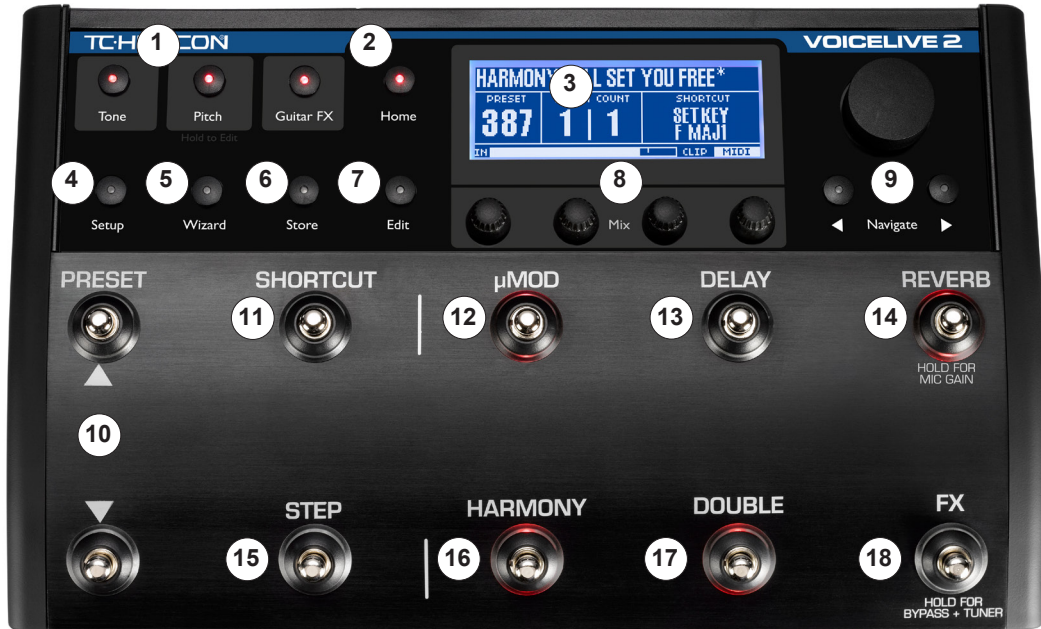 TC·HELICON
VOICELIVE 2
1
2
3
Tone
Pitch
Guitar FX
Home
Hold to Edit
HARMONY LL SET YOU FREE*
PRESET
COUNT
SHORTCUT
387
1
1
SET KEY
F MAJ1
IN
CLIP
MIDI
4
5
6
7
8
9
Setup
Wizard
Store
Edit
Mix
◀ Navigate ▶
PRESET
SHORTCUT
µMOD
DELAY
REVERB
11
12
13
14
HOLD FOR
MIC GAIN
10
STEP
HARMONY
DOUBLE
FX
15
16
17
18
HOLD FOR
BYPASS + TUNER